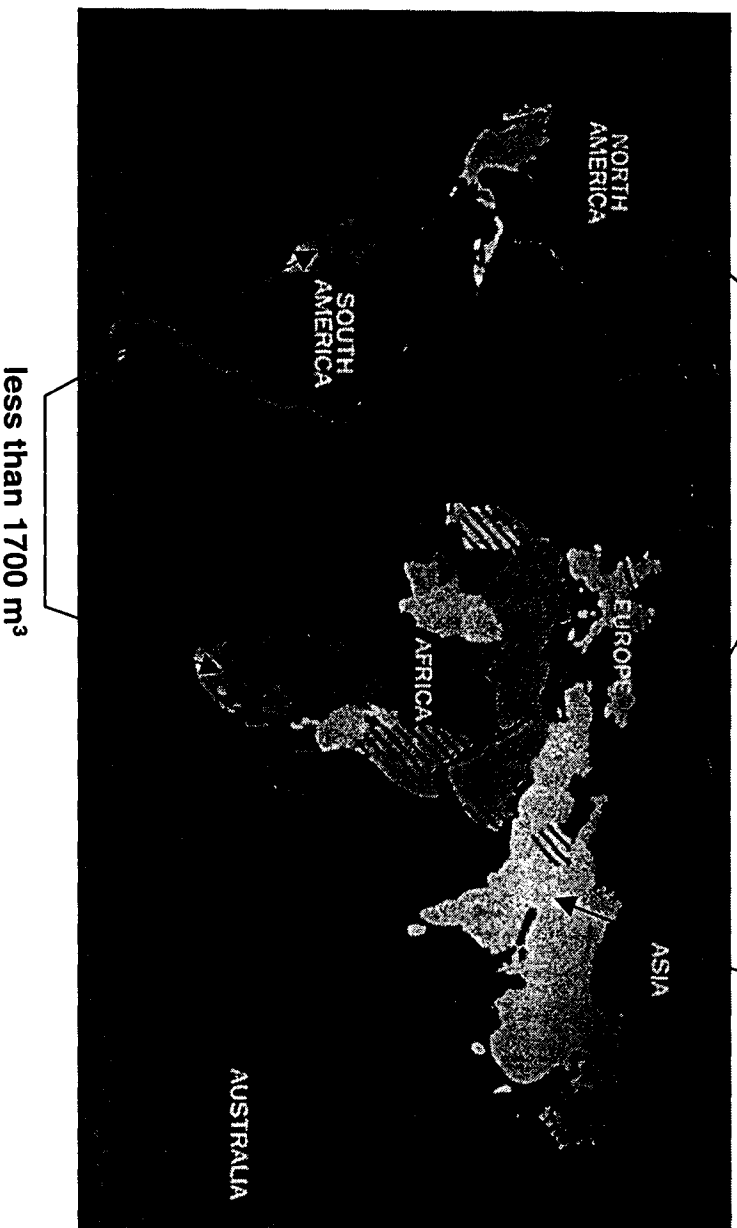 NORTH
AMERICA
EUROPE
ASIA
SOUTH
AMERICA
AFRICA
AUSTRALIA
less than 1700 m³